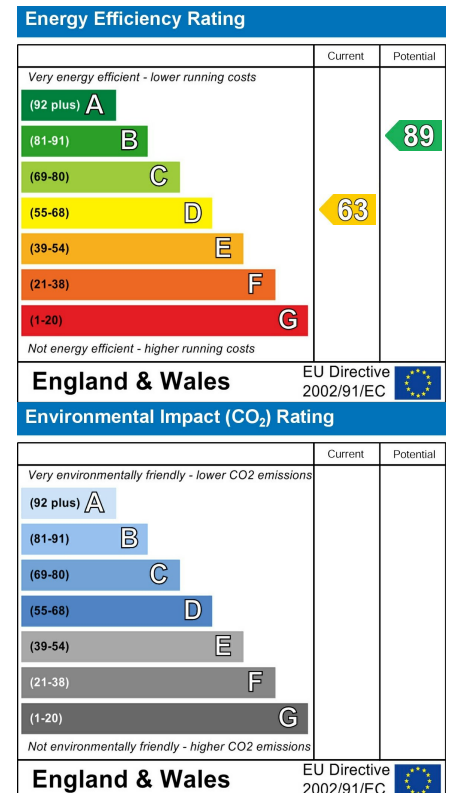 Energy Efficiency Rating
Current Potential
Very energy efficient - lower running costs
(92 plus) A
(81-91) B
89
(69-80) C
(55-68) D
63
(39-54) E
(21-38) F
(1-20) G
Not energy efficient - higher running costs
England & Wales
EU Directive
2002/91/EC
Environmental Impact (CO₂) Rating
Current Potential
Very environmentally friendly - lower CO2 emissions
(92 plus) A
(81-91) B
(69-80) C
(55-68) D
(39-54) E
(21-38) F
(1-20) G
Not environmentally friendly - higher CO2 emissions
England & Wales
EU Directive
2002/91/EC